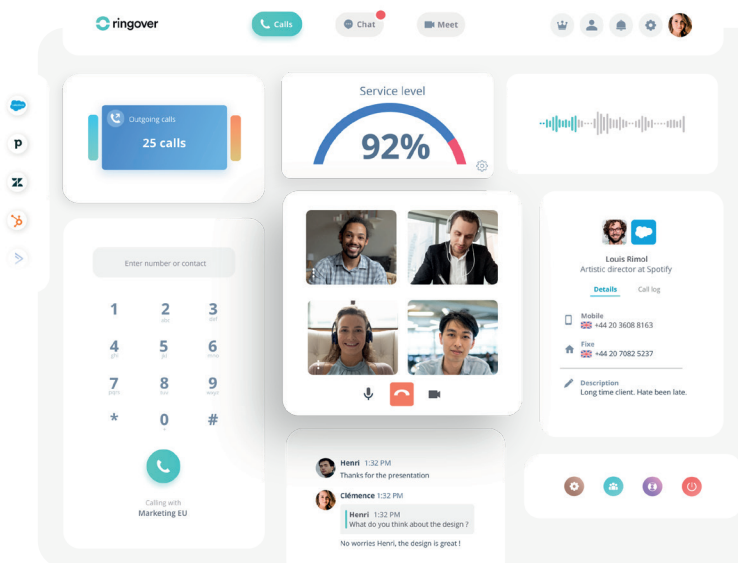 ringover
Calls
Chat
Meet
Outgoing calls
25 calls
Service level
92%
Enter number or contact
1 2 3
abc def
4 5 6
ghi jkl mno
7 8 9
pqrs tuv wxyz
* 0 #
+
Calling with
Marketing EU
Louis Rimol
Artistic director at Spotify
Details Call log
Mobile
+44 20 3608 8163
Fixe
+44 20 7082 5237
Description
Long time client. Hate been late.
Henri 1:32 PM
Thanks for the presentation
Clémence 1:32 PM
Henri 1:32 PM
What do you think about the design ?
No worries Henri, the design is great !